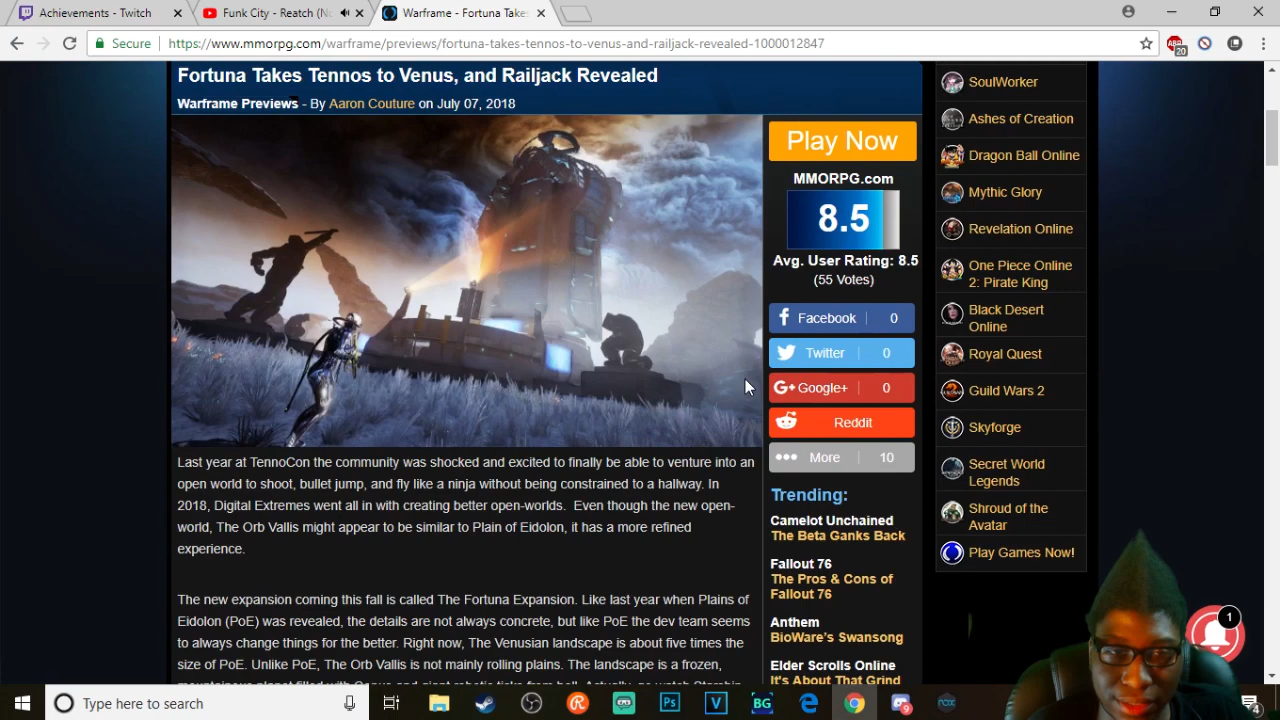 Achievements - Twitch
Funk City - Reatch (No
Warframe - Fortuna Take
Secure
https://www.mmorpg.com/warframe/previews/fortuna-takes-tennos-to-venus-and-railjack-revealed-1000012847
20
Fortuna Takes Tennos to Venus, and Railjack Revealed
Warframe Previews - By Aaron Couture on July 07, 2018
Play Now
MMORPG.com
8.5
Avg. User Rating: 8.5
(55 Votes)
Facebook 0
Twitter 0
Google+ 0
Reddit
More 10
Trending:
Camelot Unchained
The Beta Ganks Back
Fallout 76
The Pros & Cons of
Fallout 76
Anthem
BioWare's Swansong
Elder Scrolls Online
It's About That Grind
SoulWorker
Ashes of Creation
Dragon Ball Online
Mythic Glory
Revelation Online
One Piece Online
2: Pirate King
Black Desert
Online
Royal Quest
Guild Wars 2
Skyforge
Secret World
Legends
Shroud of the
Avatar
Play Games Now!
Last year at TennoCon the community was shocked and excited to finally be able to venture into an
open world to shoot, bullet jump, and fly like a ninja without being constrained to a hallway. In
2018, Digital Extremes went all in with creating better open-worlds. Even though the new open-
world, The Orb Vallis might appear to be similar to Plain of Eidolon, it has a more refined
experience.
The new expansion coming this fall is called The Fortuna Expansion. Like last year when Plains of
Eidolon (PoE) was revealed, the details are not always concrete, but like PoE the dev team seems
to always change things for the better. Right now, The Venusian landscape is about five times the
size of PoE. Unlike PoE, The Orb Vallis is not mainly rolling plains. The landscape is a frozen,
1
Type here to search
Ps
V
BG
9
4